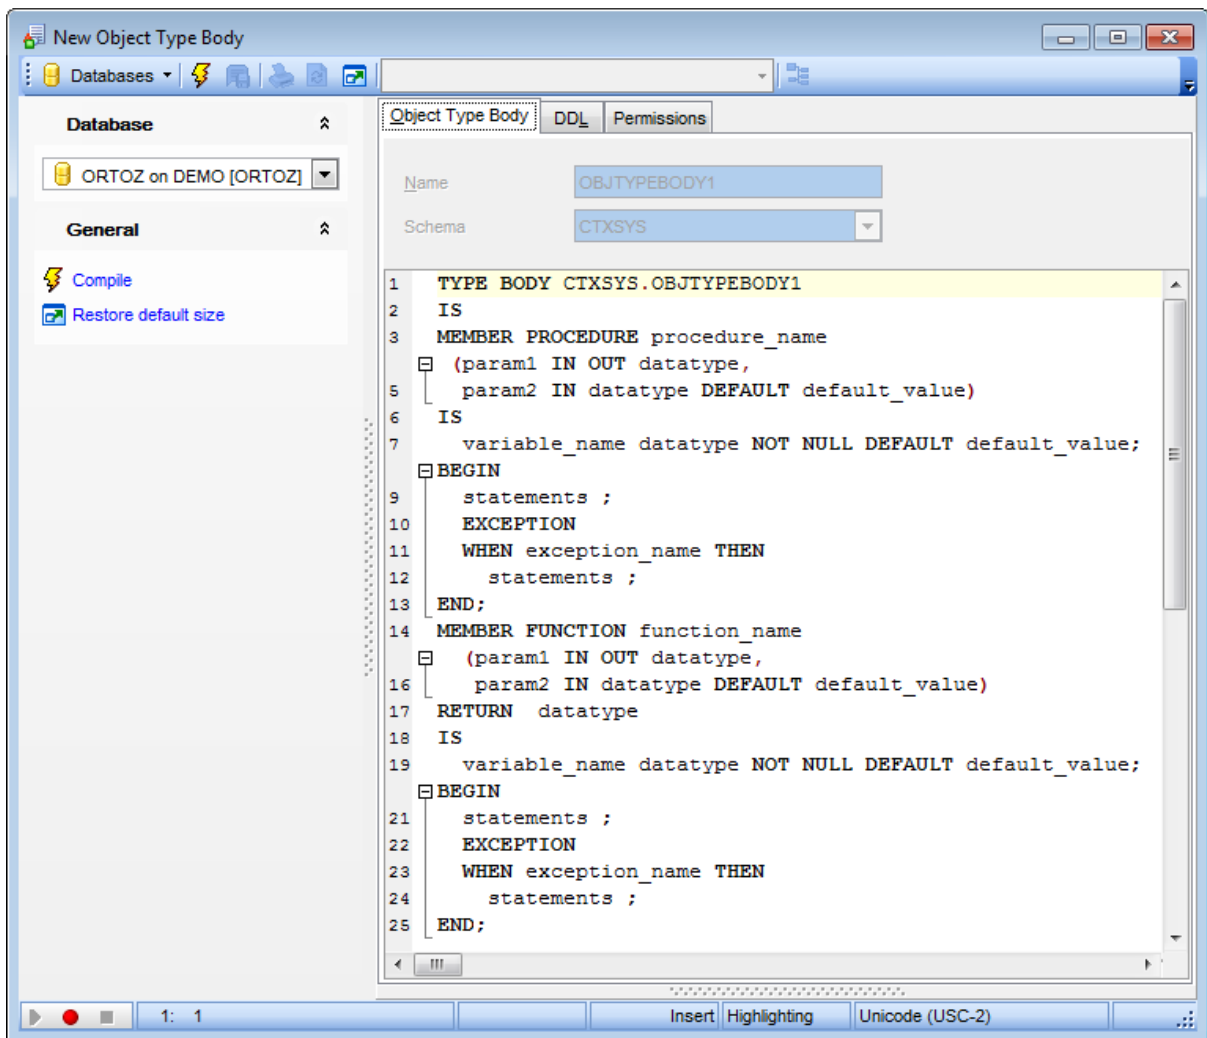 New Object Type Body
Databases
Database
ORTOZ on DEMO [ORTOZ]
General
Compile
Restore default size
Object Type Body DDL Permissions
Name OBJTYPEBODY1
Schema CTXSYS
1 TYPE BODY CTXSYS.OBJTYPEBODY1
2 IS
3 MEMBER PROCEDURE procedure_name
(param1 IN OUT datatype,
5 param2 IN datatype DEFAULT default_value)
6 IS
7 variable_name datatype NOT NULL DEFAULT default_value;
BEGIN
9 statements ;
10 EXCEPTION
11 WHEN exception_name THEN
12 statements ;
13 END;
14 MEMBER FUNCTION function_name
(param1 IN OUT datatype,
16 param2 IN datatype DEFAULT default_value)
17 RETURN  datatype
18 IS
19 variable_name datatype NOT NULL DEFAULT default_value;
BEGIN
21 statements ;
22 EXCEPTION
23 WHEN exception_name THEN
24 statements ;
25 END;
1: 1 Insert Highlighting Unicode (USC-2)